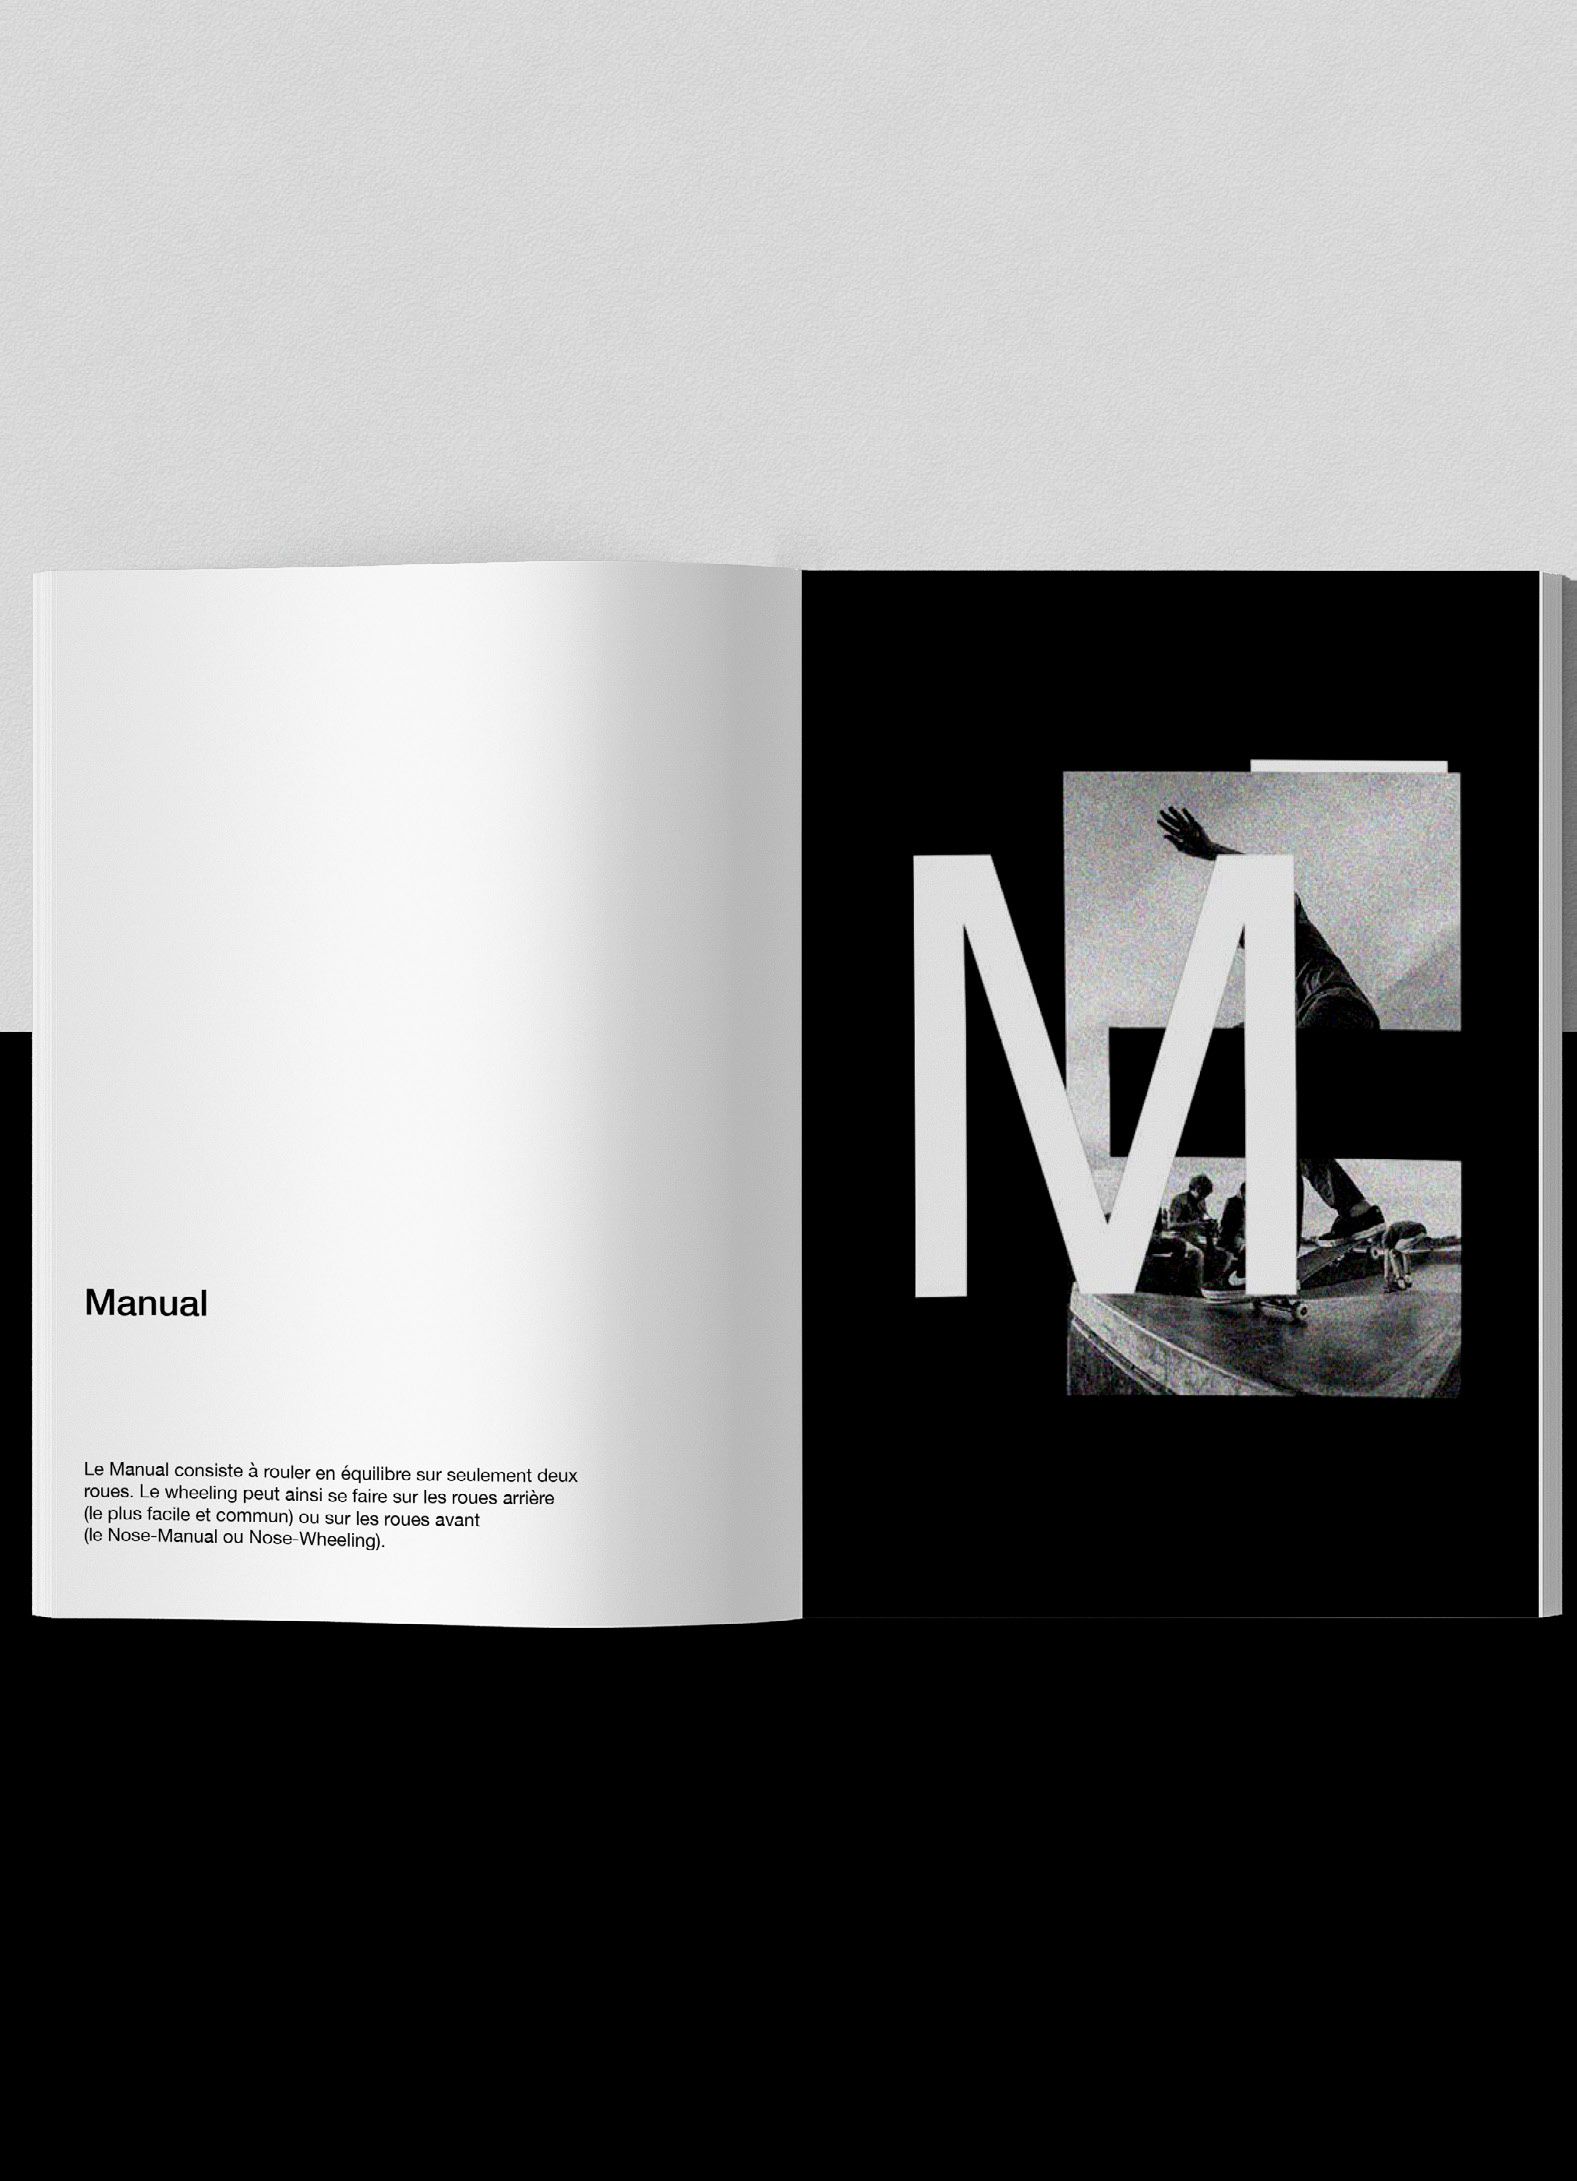 Manual
Le Manual consiste à rouler en équilibre sur seulement deux
roues. Le wheeling peut ainsi se faire sur les roues arrière
(le plus facile et commun) ou sur les roues avant
(le Nose-Manual ou Nose-Wheeling).
M